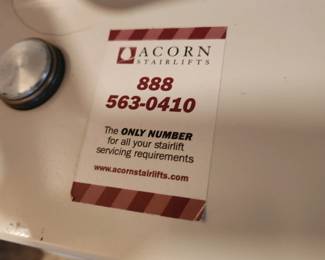 ACORN
STAIRLIFTS
888
563-0410
The ONLY NUMBER
for all your stairlift
servicing requirements
www.acornstairlifts.com